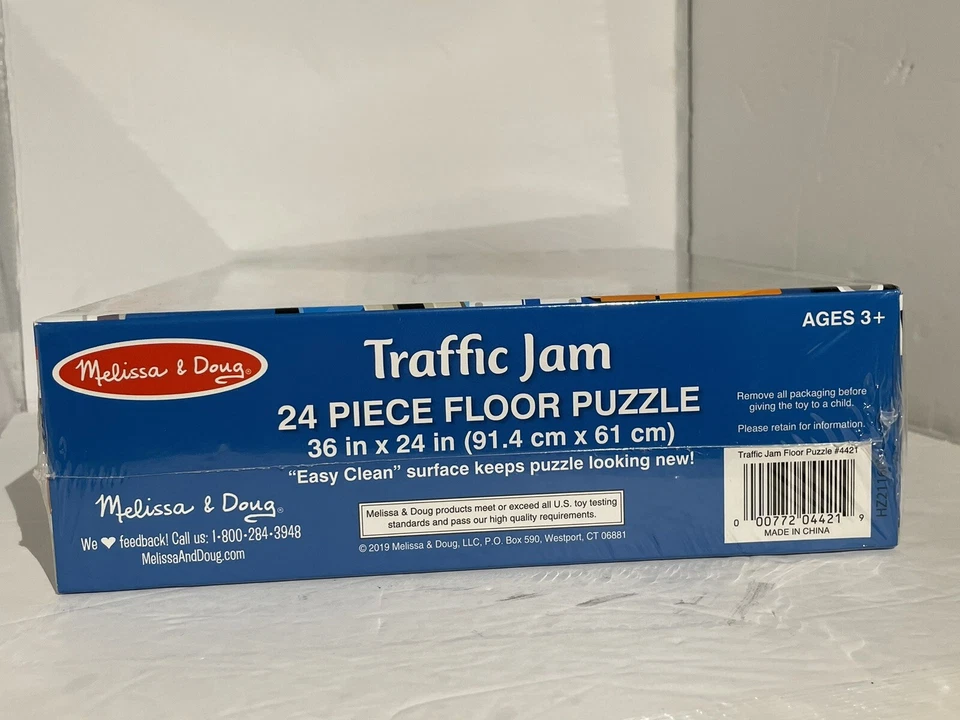 AGES 3+
Melissa & Doug®
Traffic Jam
24 PIECE FLOOR PUZZLE
36 in x 24 in (91.4 cm x 61 cm)
“Easy Clean” surface keeps puzzle looking new!
Remove all packaging before
giving the toy to a child.
Please retain for information.
Melissa & Doug®
We ♥ feedback! Call us: 1-800-284-3948
MelissaAndDoug.com
Melissa & Doug products meet or exceed all U.S. toy testing
standards and pass our high quality requirements.
© 2019 Melissa & Doug, LLC, P.O. Box 590, Westport, CT 06881
Traffic Jam Floor Puzzle #4421
0 00772 04421 9
MADE IN CHINA